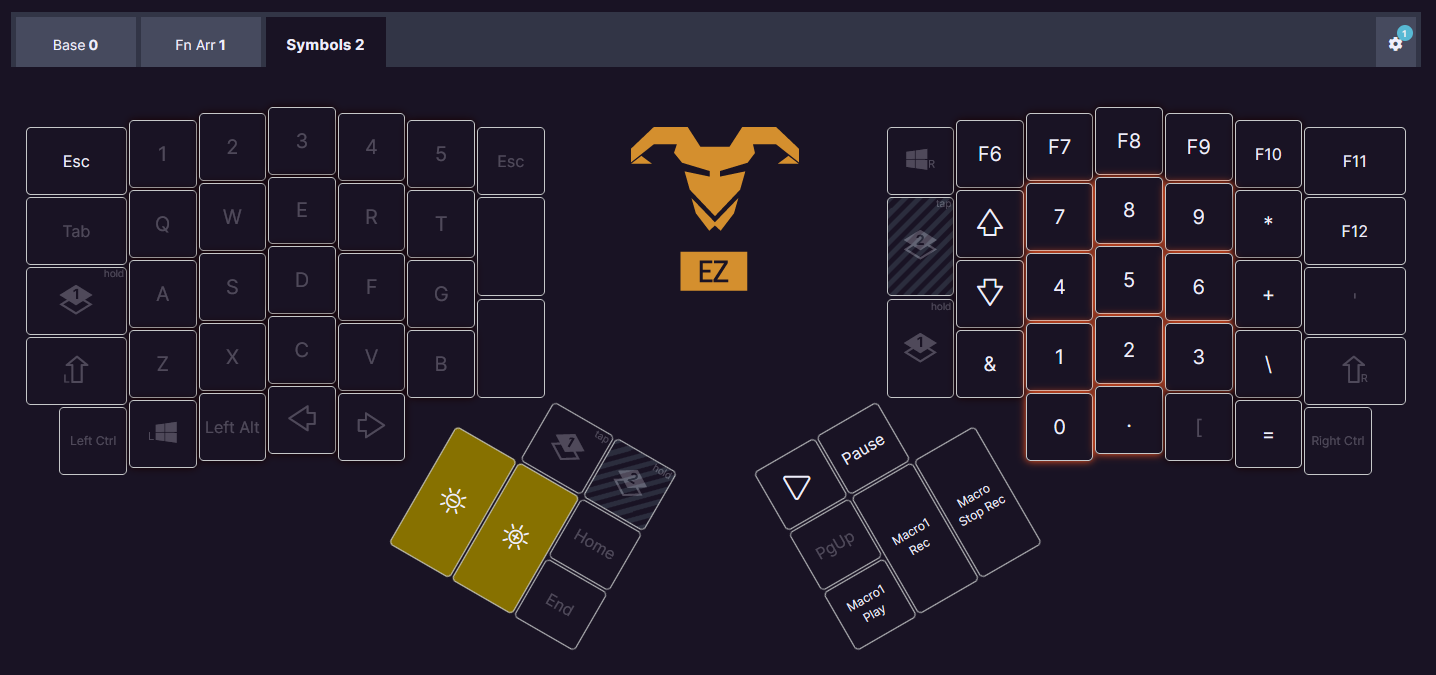 Base 0
Fn Arr 1
Symbols 2
1
Esc
1
2
3
4
5
Esc
Tab
Q
W
E
R
T
hold
1
A
S
D
F
G
L
Z
X
C
V
B
Left Ctrl
L
Left Alt
tap
1
hold
2
Home
End
EZ
R
F6
F7
F8
F9
F10
F11
tap
2
7
8
9
*
F12
4
5
6
+
'
hold
1
&
1
2
3
\
R
0
.
[
=
Right Ctrl
Pause
PgUp
Macro1
Rec
Macro
Stop Rec
Macro1
Play